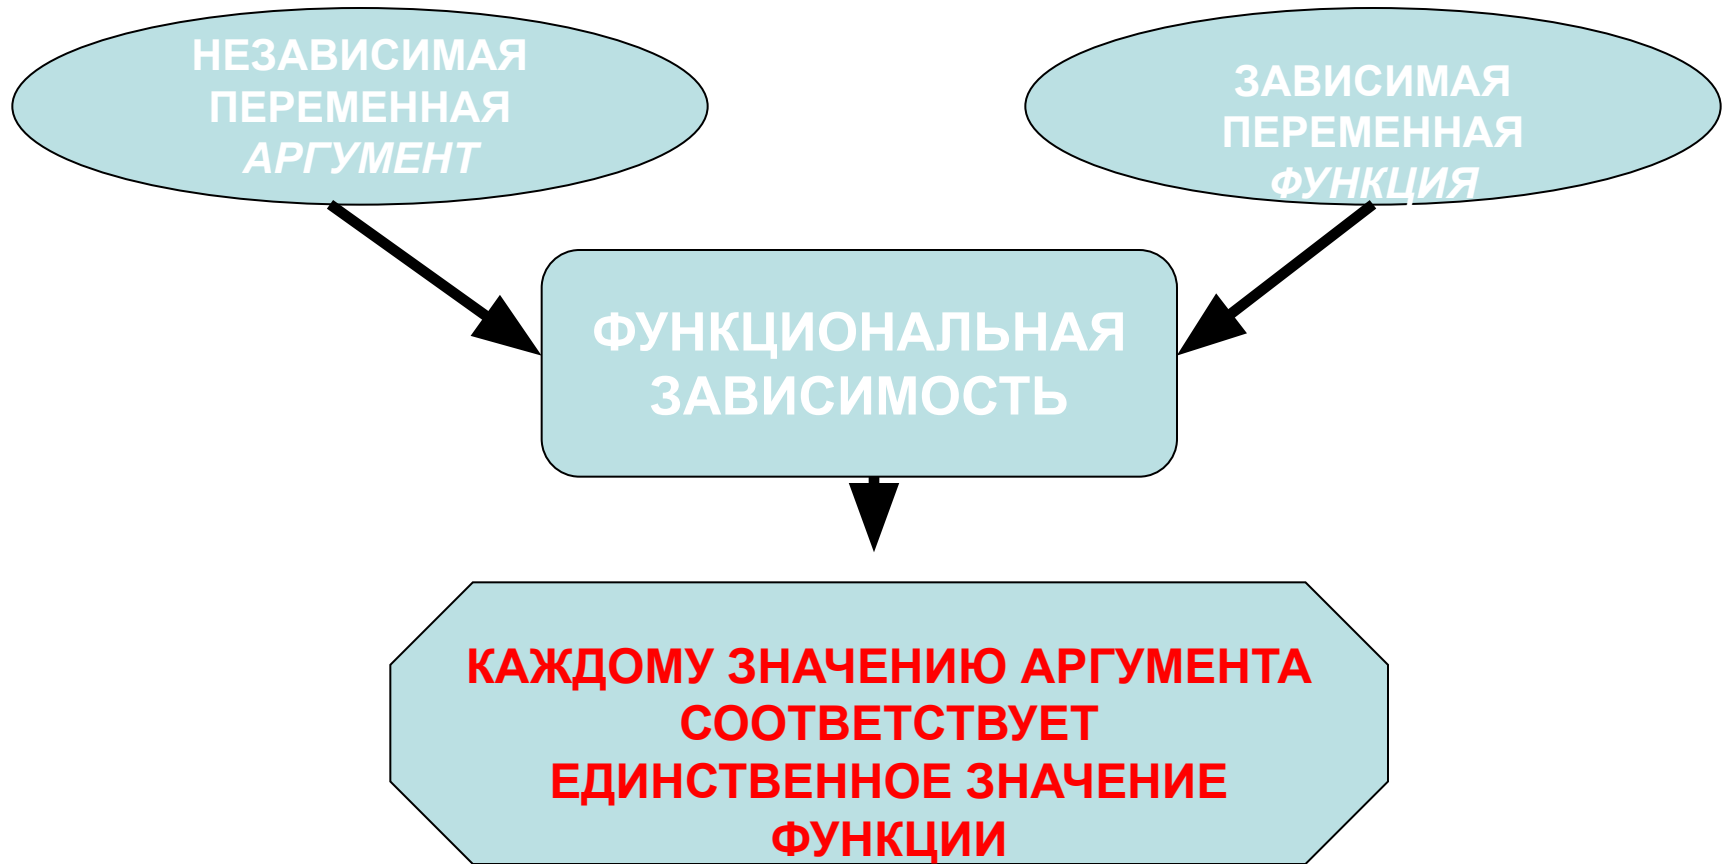 НЕЗАВИСИМАЯ
ПЕРЕМЕННАЯ
АРГУМЕНТ
ЗАВИСИМАЯ
ПЕРЕМЕННАЯ
ФУНКЦИЯ
ФУНКЦИОНАЛЬНАЯ
ЗАВИСИМОСТЬ
КАЖДОМУ ЗНАЧЕНИЮ АРГУМЕНТА
СООТВЕТСТВУЕТ
ЕДИНСТВЕННОЕ ЗНАЧЕНИЕ
ФУНКЦИИ